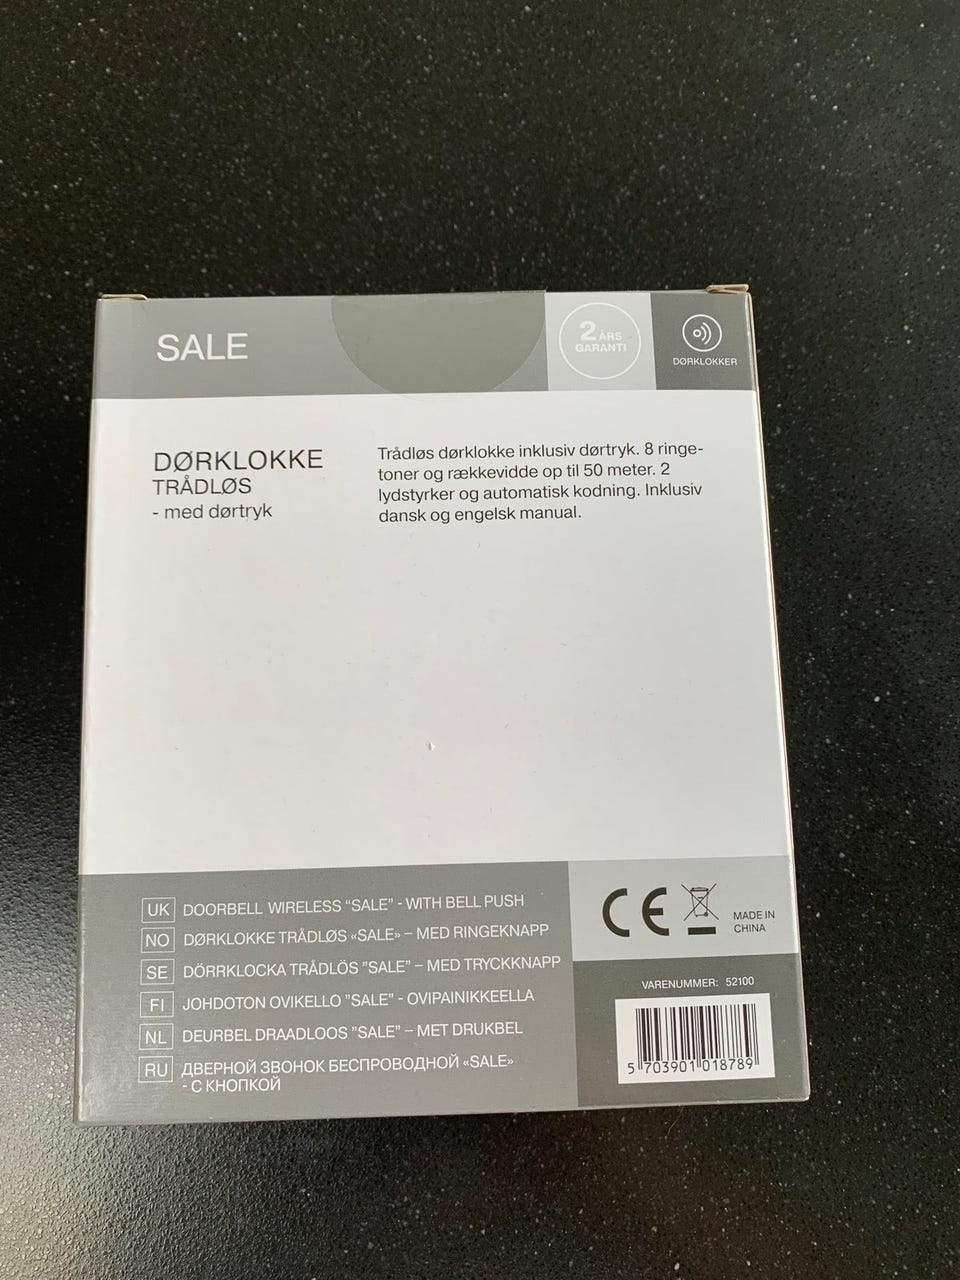 SALE
2 ÅRS
GARANTI
DØRKLOKKER
DØRKLOKKE
TRÅDLØS
- med dørtryk
Trådløs dørklokke inklusiv dørtryk. 8 ringe-
toner og rækkevidde op til 50 meter. 2
lydstyrker og automatisk kodning. Inklusiv
dansk og engelsk manual.
UK DOORBELL WIRELESS “SALE” - WITH BELL PUSH
NO DØRKLOKKE TRÅDLØS «SALE» – MED RINGEKNAPP
SE DÖRRKLOCKA TRÅDLÖS ”SALE” – MED TRYCKKNAPP
FI JOHDOTON OVIKELLO ”SALE” - OVIPAINIKKEELLA
NL DEURBEL DRAADLOOS ”SALE” – MET DRUKBEL
RU ДВЕРНОЙ ЗВОНОК БЕСПРОВОДНОЙ «SALE»
- С КНОПКОЙ
CE
MADE IN
CHINA
VARENUMMER: 52100
5 703901 018789